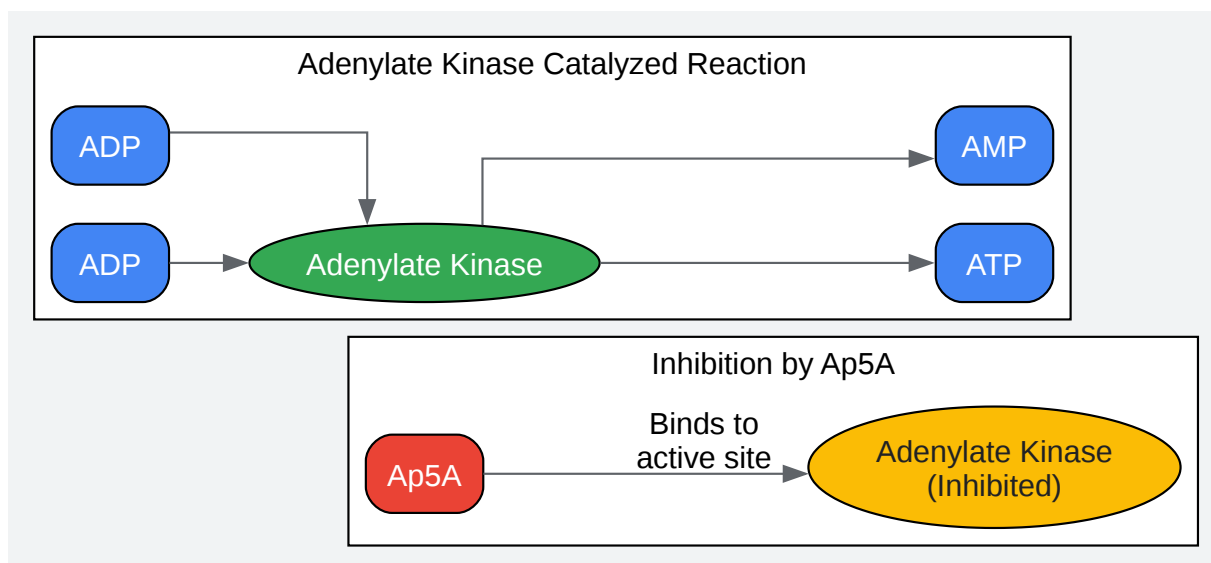 Adenylate Kinase Catalyzed Reaction
ADP
AMP
ADP
Adenylate Kinase
ATP
Inhibition by Ap5A
Binds to
active site
Ap5A
Adenylate Kinase
(Inhibited)